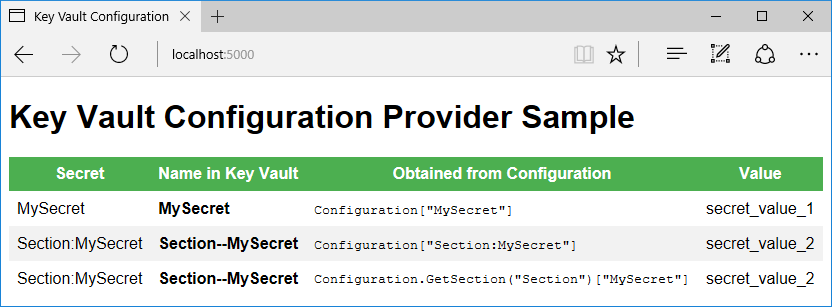 Key Vault Configuration
localhost:5000
Key Vault Configuration Provider Sample
Secret Name in Key Vault Obtained from Configuration Value
MySecret MySecret Configuration["MySecret"] secret_value_1
Section:MySecret Section--MySecret Configuration["Section:MySecret"] secret_value_2
Section:MySecret Section--MySecret Configuration.GetSection("Section")["MySecret"] secret_value_2